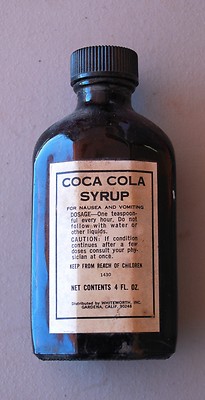 COCA COLA
SYRUP
FOR NAUSEA AND VOMITING
DOSAGE—One teaspoon-
ful every hour. Do not
follow with water or
other liquids.
CAUTION: If condition
continues after a few
doses consult your phy-
sician at once.
KEEP FROM REACH OF CHILDREN
1430
NET CONTENTS 4 FL. OZ.
Distributed by WHITEWORTH, INC.
GARDENA, CALIF. 90248